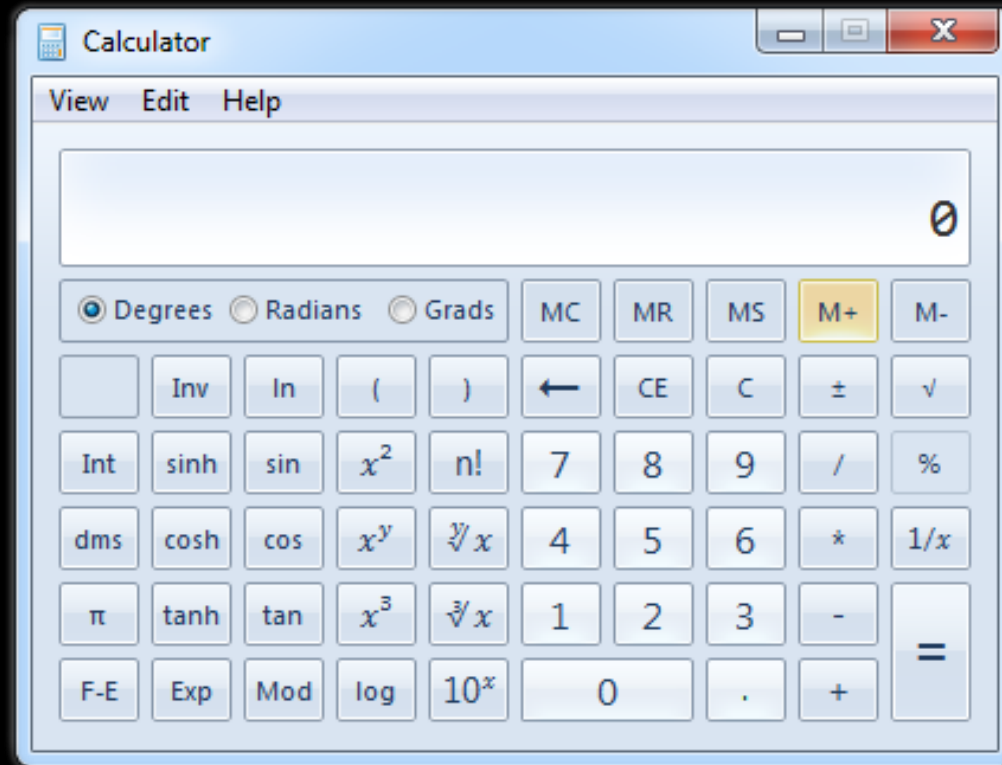 Calculator
View Edit Help
0
Degrees Radians Grads MC MR MS M+ M-
Inv ln ( ) ← CE C ± √
Int sinh sin x² n! 7 8 9 / %
dms cosh cos xʸ ʸ√x 4 5 6 * 1/x
π tanh tan x³ ³√x 1 2 3 - =
F-E Exp Mod log 10ˣ 0 . +